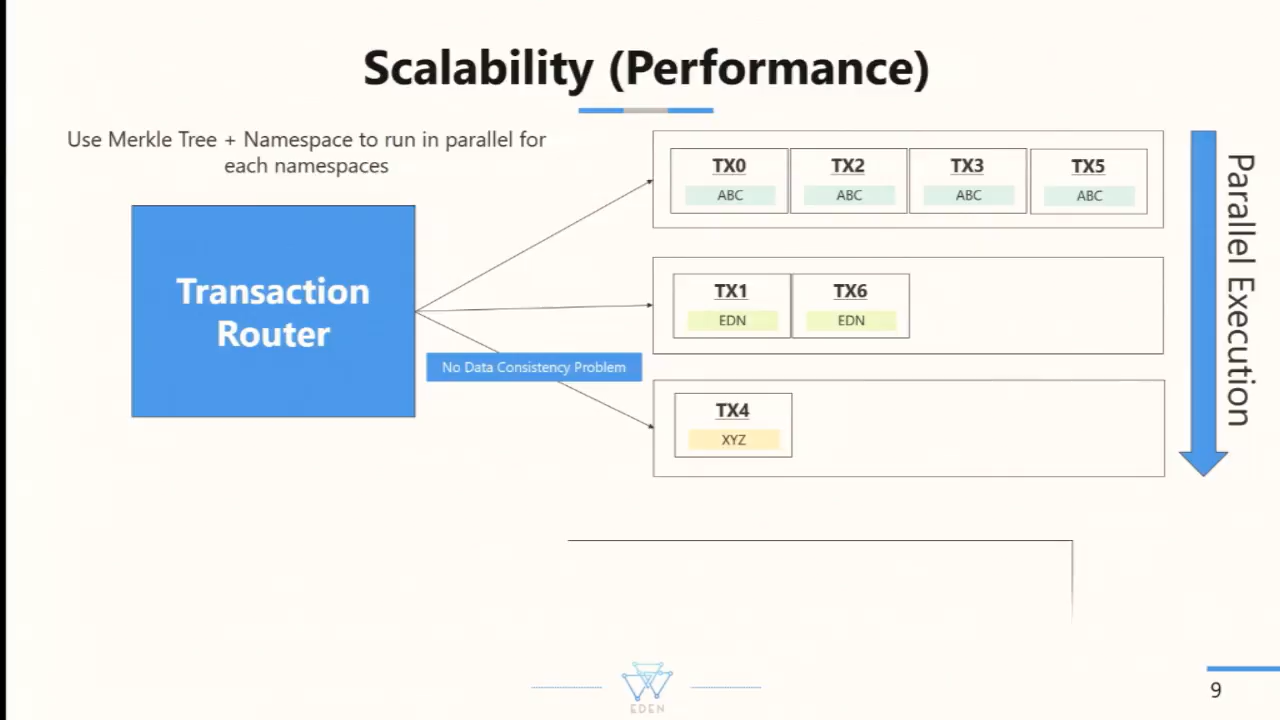 Scalability (Performance)
Use Merkle Tree + Namespace to run in parallel for
each namespaces
Transaction
Router
No Data Consistency Problem
TX0 TX2 TX3 TX5
ABC ABC ABC ABC
TX1 TX6
EDN EDN
TX4
XYZ
Parallel Execution
EDEN
9